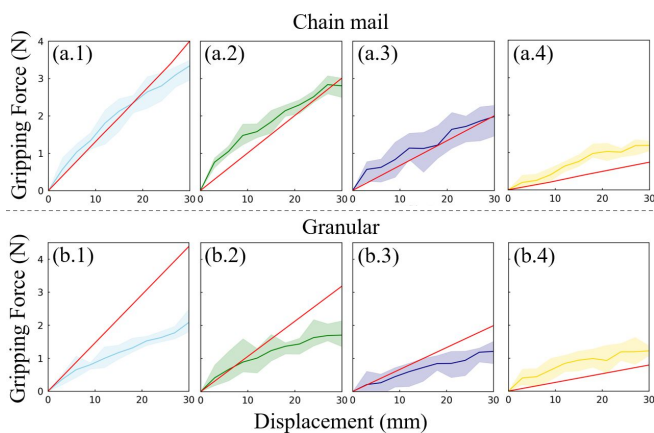 Chain mail
(a.1) (a.2) (a.3) (a.4)
Gripping Force (N)
4
3
2
1
0
0 10 20 30 0 10 20 30 0 10 20 30 0 10 20 30
Granular
(b.1) (b.2) (b.3) (b.4)
Gripping Force (N)
4
3
2
1
0
0 10 20 30 0 10 20 30 0 10 20 30 0 10 20 30
Displacement (mm)